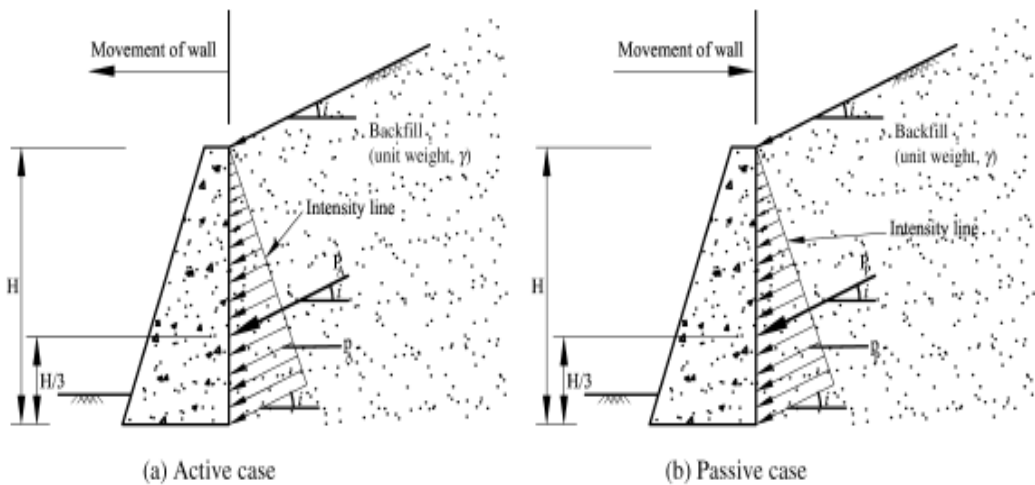 Movement of wall
i
Backfill
(unit weight, γ)
Intensity line
H
P
i
p
H/3
i
(a) Active case
Movement of wall
i
Backfill
(unit weight, γ)
Intensity line
H
P
i
H/3
i
(b) Passive case